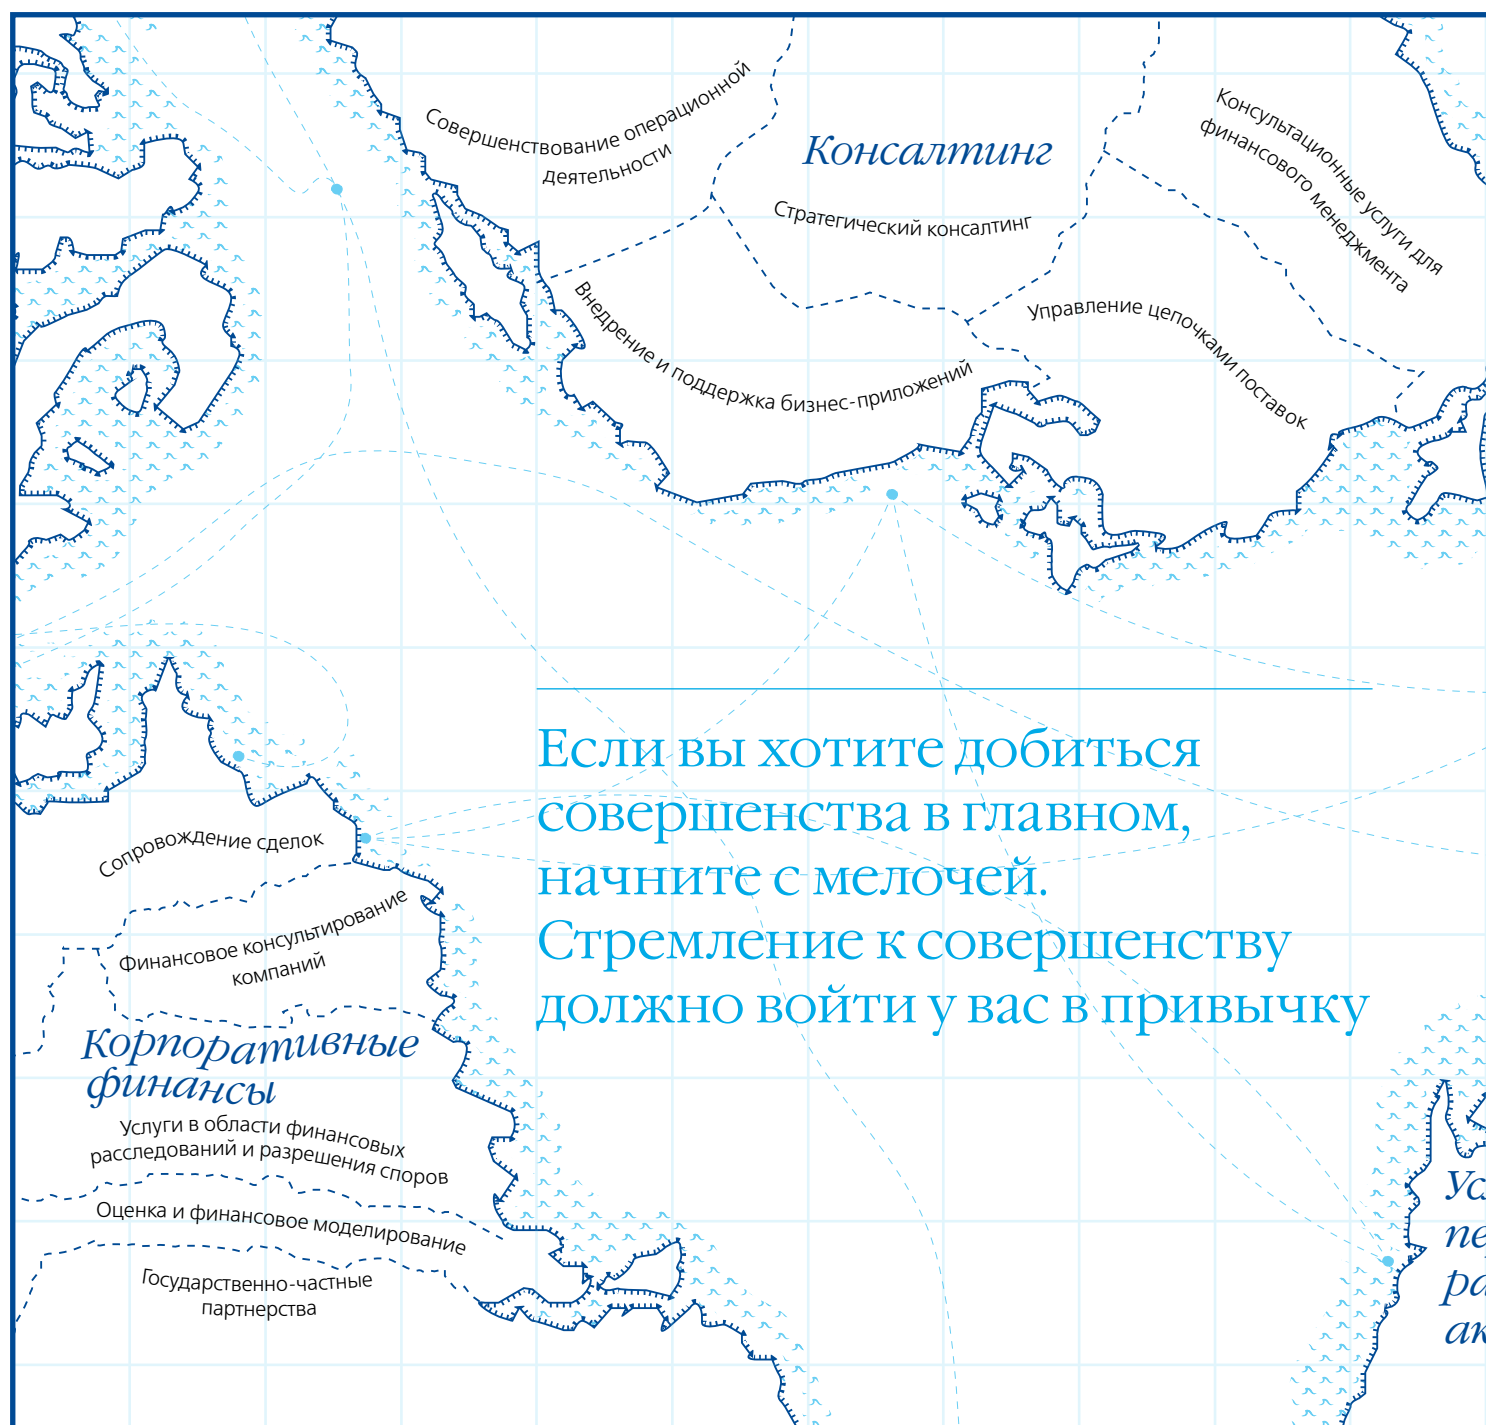 Совершенствование операционной
деятельности
Консалтинг
Стратегический консалтинг
Консультационные услуги для
финансового менеджмента
Внедрение и поддержка бизнес-приложений
Управление цепочками поставок
Если вы хотите добиться
совершенства в главном,
начните с мелочей.
Стремление к совершенству
должно войти у вас в привычку
Сопровождение сделок
Финансовое консультирование
компаний
Корпоративные
финансы
Услуги в области финансовых
расследований и разрешения споров
Оценка и финансовое моделирование
Государственно-частные
партнерства